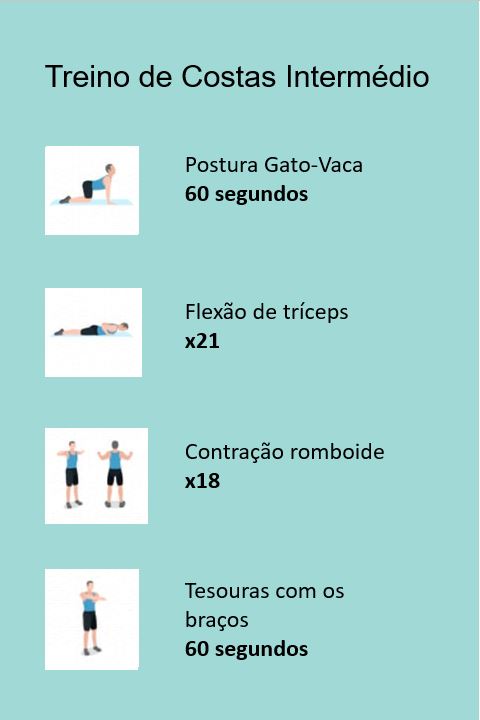 Treino de Costas Intermédio
Postura Gato-Vaca
60 segundos
Flexão de tríceps
x21
Contração romboide
x18
Tesouras com os
braços
60 segundos